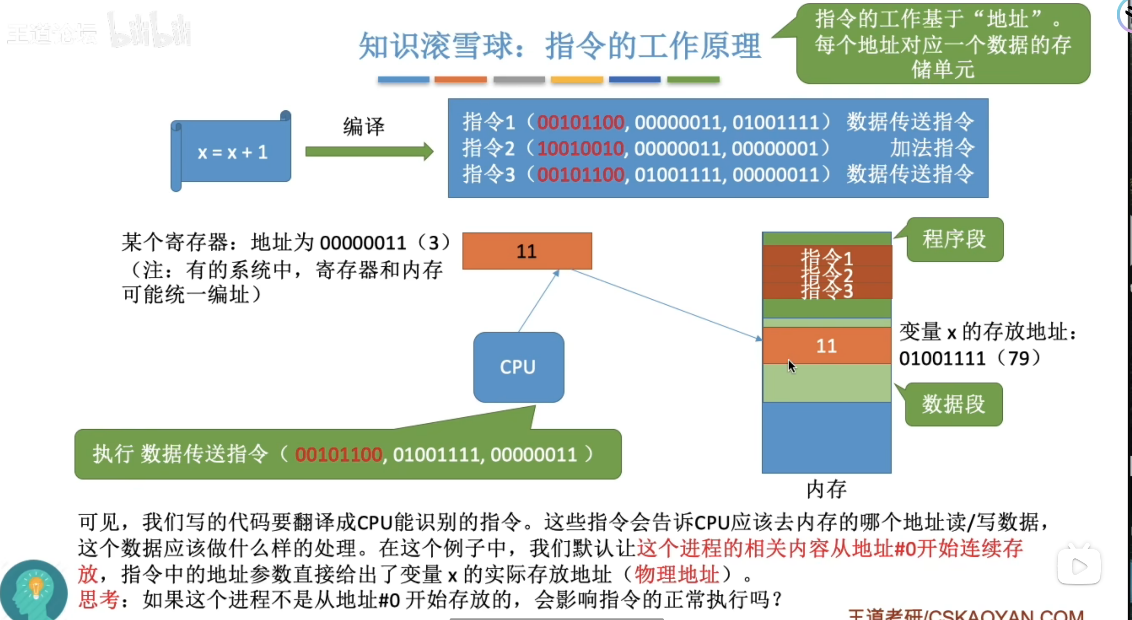 王道论坛 bilibili
知识滚雪球：指令的工作原理
指令的工作基于“地址”。
每个地址对应一个数据的存
储单元
x = x + 1
编译
指令1（00101100, 00000011, 01001111） 数据传送指令
指令2（10010010, 00000011, 00000001） 加法指令
指令3（00101100, 01001111, 00000011） 数据传送指令
某个寄存器：地址为 00000011（3）
（注：有的系统中，寄存器和内存
可能统一编址）
11
CPU
执行 数据传送指令（ 00101100, 01001111, 00000011 ）
程序段
指令1
指令2
指令3
11
变量 x 的存放地址：
01001111（79）
数据段
内存
可见，我们写的代码要翻译成CPU能识别的指令。这些指令会告诉CPU应该去内存的哪个地址读/写数据，
这个数据应该做什么样的处理。在这个例子中，我们默认让这个进程的相关内容从地址#0开始连续存
放，指令中的地址参数直接给出了变量 x 的实际存放地址（物理地址）。
思考：如果这个进程不是从地址#0 开始存放的，会影响指令的正常执行吗？
王道考研/CSKAOYAN.COM